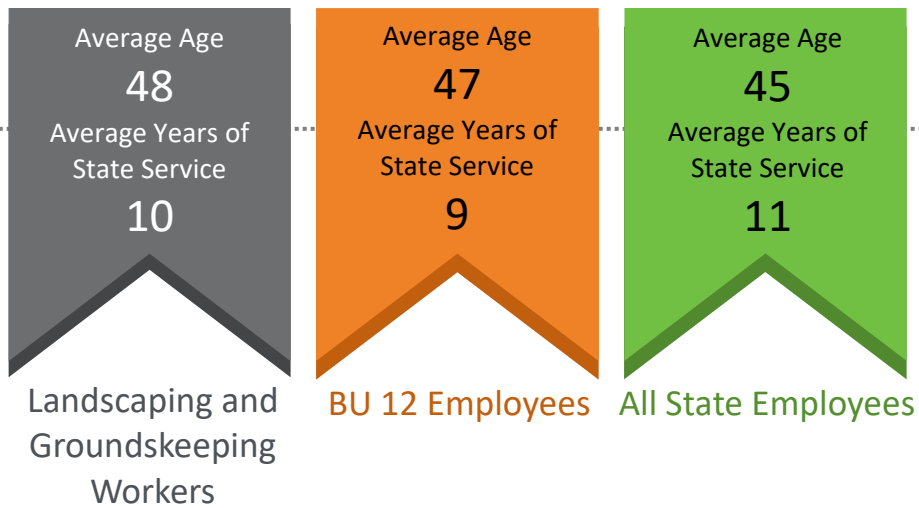 Average Age
48
Average Years of
State Service
10
Landscaping and
Groundskeeping
Workers
Average Age
47
Average Years of
State Service
9
BU 12 Employees
Average Age
45
Average Years of
State Service
11
All State Employees